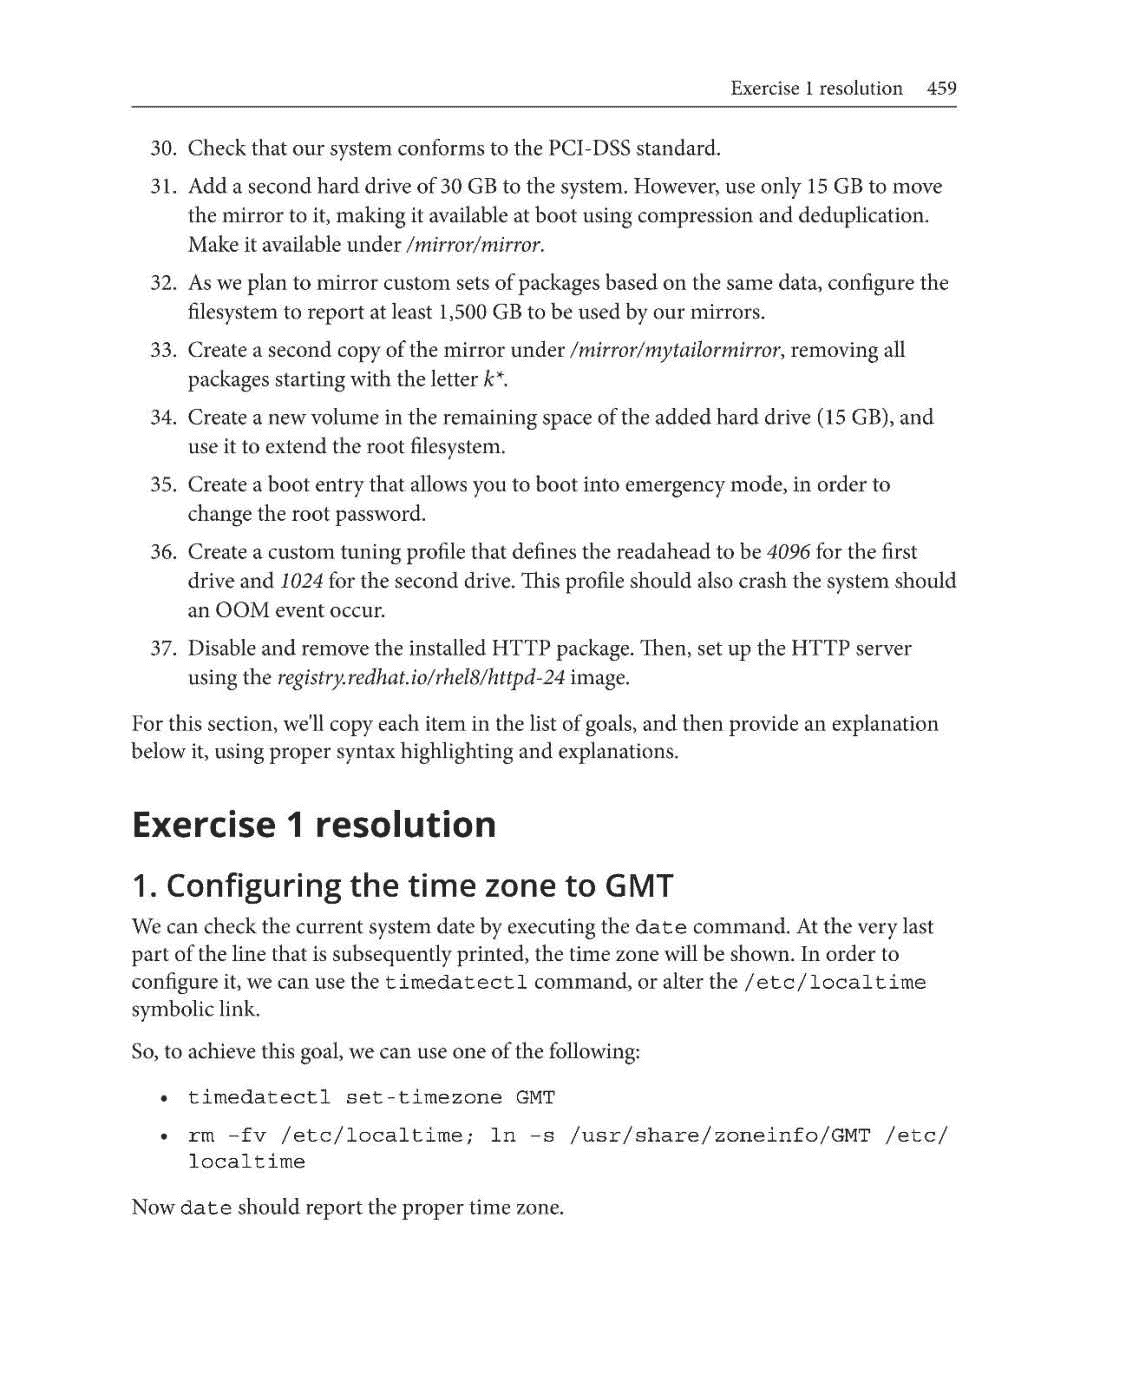 Exercise 1 resolution 459
30. Check that our system conforms to the PCI-DSS standard.
31. Add a second hard drive of 30 GB to the system. However, use only 15 GB to move
the mirror to it, making it available at boot using compression and deduplication.
Make it available under /mirror/mirror.
32. As we plan to mirror custom sets of packages based on the same data, configure the
filesystem to report at least 1,500 GB to be used by our mirrors.
33. Create a second copy of the mirror under /mirror/mytailormirror, removing all
packages starting with the letter k*.
34. Create a new volume in the remaining space of the added hard drive (15 GB), and
use it to extend the root filesystem.
35. Create a boot entry that allows you to boot into emergency mode, in order to
change the root password.
36. Create a custom tuning profile that defines the readahead to be 4096 for the first
drive and 1024 for the second drive. This profile should also crash the system should
an OOM event occur.
37. Disable and remove the installed HTTP package. Then, set up the HTTP server
using the registry.redhat.io/rhel8/httpd-24 image.
For this section, we'll copy each item in the list of goals, and then provide an explanation
below it, using proper syntax highlighting and explanations.
Exercise 1 resolution
1. Configuring the time zone to GMT
We can check the current system date by executing the date command. At the very last
part of the line that is subsequently printed, the time zone will be shown. In order to
configure it, we can use the timedatectl command, or alter the /etc/localtime
symbolic link.
So, to achieve this goal, we can use one of the following:
• timedatectl set-timezone GMT
• rm -fv /etc/localtime; ln -s /usr/share/zoneinfo/GMT /etc/
localtime
Now date should report the proper time zone.